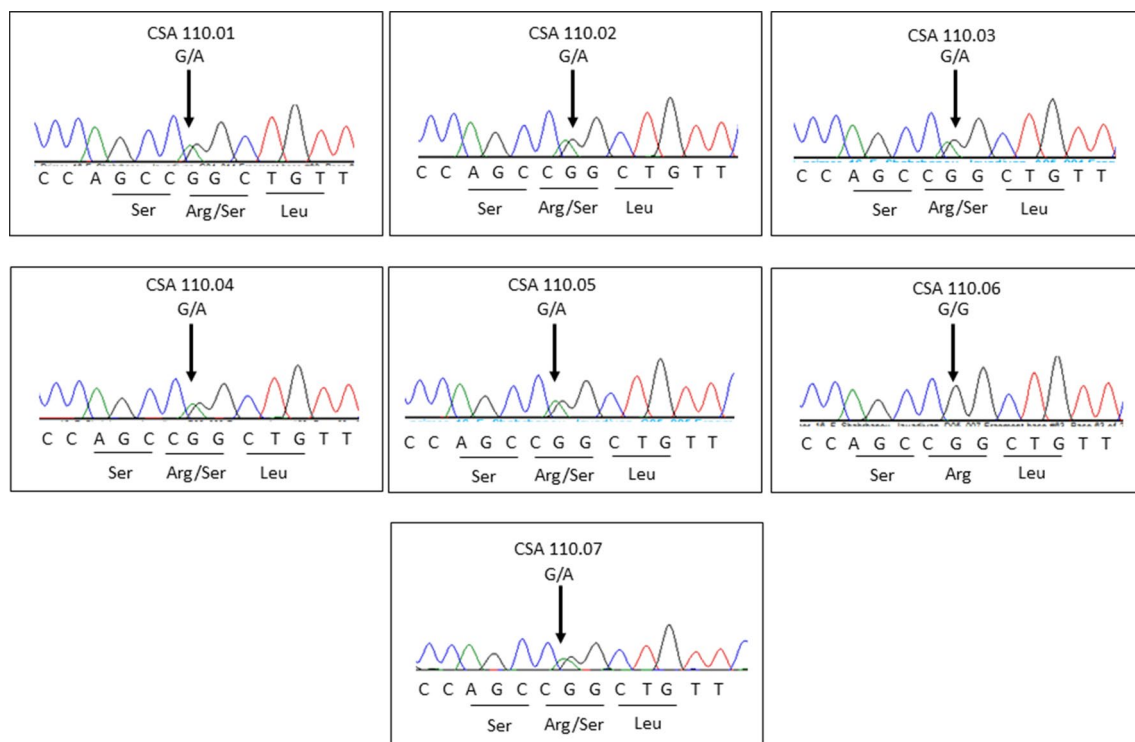 CSA 110.01
G/A
C C A G C C G G C T G T T
Ser Arg/Ser Leu
CSA 110.02
G/A
C C A G C C G G C T G T T
Ser Arg/Ser Leu
CSA 110.03
G/A
C C A G C C G G C T G T T
Ser Arg/Ser Leu
CSA 110.04
G/A
C C A G C C G G C T G T T
Ser Arg/Ser Leu
CSA 110.05
G/A
C C A G C C G G C T G T T
Ser Arg/Ser Leu
CSA 110.06
G/G
C C A G C C G G C T G T T
Ser Arg Leu
CSA 110.07
G/A
C C A G C C G G C T G T T
Ser Arg/Ser Leu